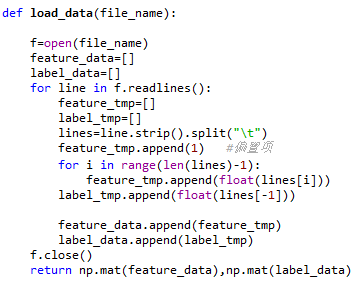 def load_data(file_name):
    f=open(file_name)
    feature_data=[]
    label_data=[]
    for line in f.readlines():
        feature_tmp=[]
        label_tmp=[]
        lines=line.strip().split("\t")
        feature_tmp.append(1)   #偏置项
        for i in range(len(lines)-1):
            feature_tmp.append(float(lines[i]))
        label_tmp.append(float(lines[-1]))
        feature_data.append(feature_tmp)
        label_data.append(label_tmp)
    f.close()
    return np.mat(feature_data),np.mat(label_data)